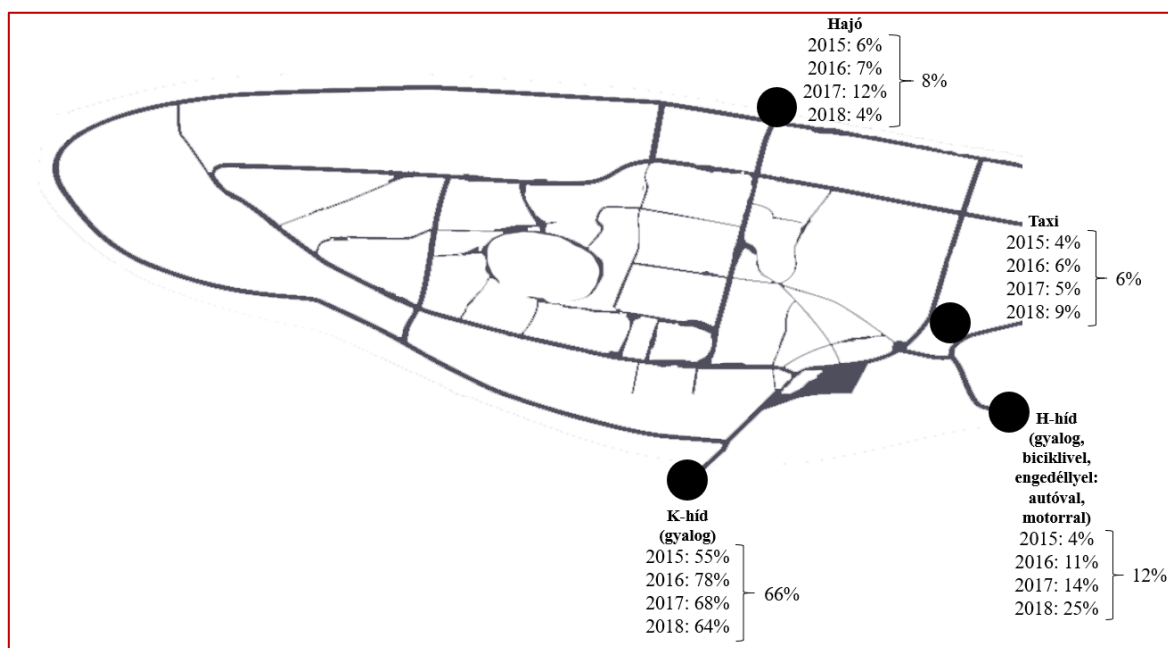 Hajó
2015: 6%
2016: 7%
2017: 12%
2018: 4%
8%
Taxi
2015: 4%
2016: 6%
2017: 5%
2018: 9%
6%
H-híd
(gyalog,
biciklivel,
engedéllyel:
autóval,
motorral)
2015: 4%
2016: 11%
2017: 14%
2018: 25%
12%
K-híd
(gyalog)
2015: 55%
2016: 78%
2017: 68%
2018: 64%
66%